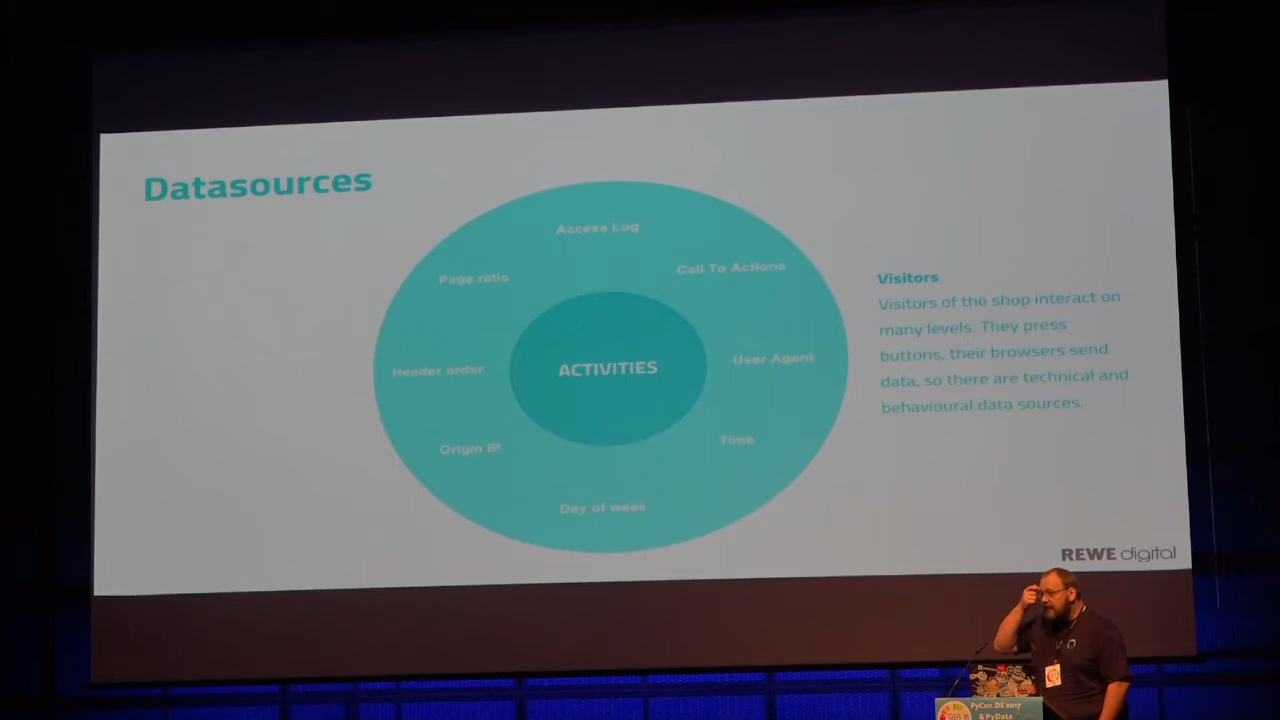 Datasources
Access Log
Page ratio
Call To Actions
Header order
ACTIVITIES
User Agent
Origin IP
Time
Day of week
Visitors
Visitors of the shop interact on
many levels. They press
buttons, their browsers send
data, so there are technical and
behavioural data sources.
REWE digital
PyCon.DE 2017
& PyData